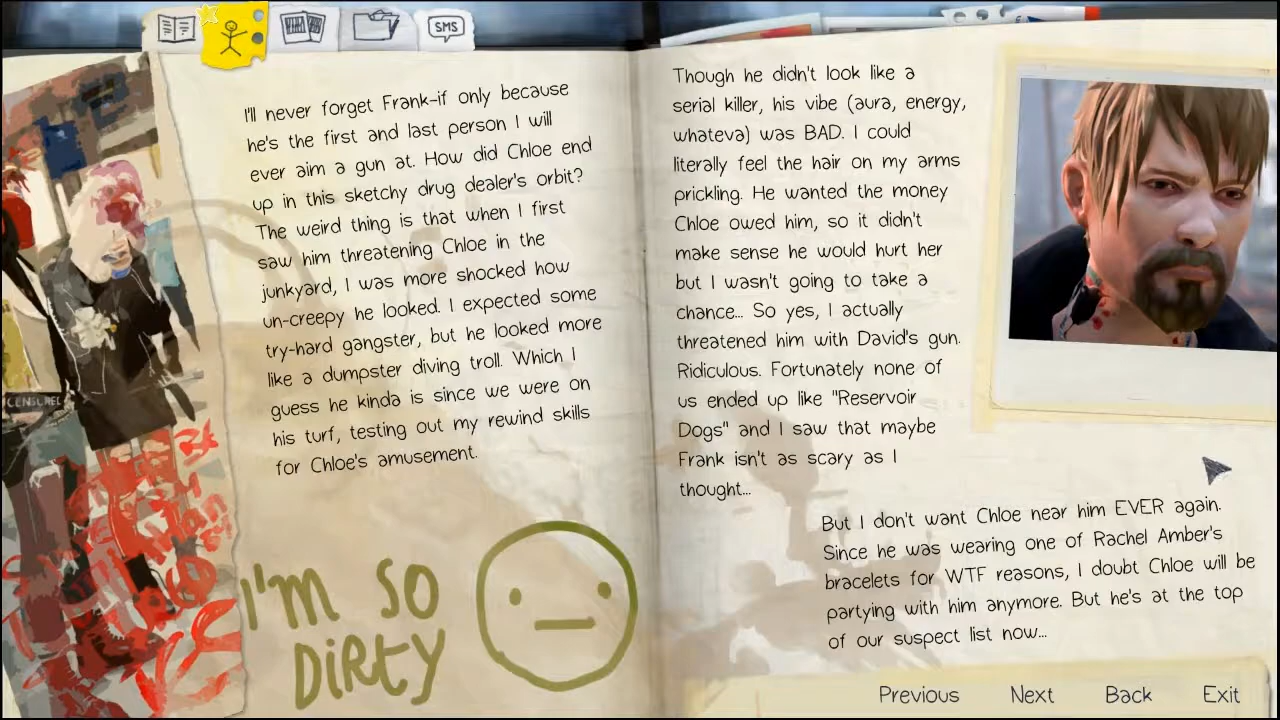 SMS
I'll never forget Frank-if only because
he's the first and last person I will
ever aim a gun at. How did Chloe end
up in this sketchy drug dealer's orbit?
The weird thing is that when I first
saw him threatening Chloe in the
junkyard, I was more shocked how
un-creepy he looked. I expected some
try-hard gangster, but he looked more
like a dumpster diving troll. Which I
guess he kinda is since we were on
his turf, testing out my rewind skills
for Chloe's amusement.
I'M SO
DiRtY
Though he didn't look like a
serial killer, his vibe (aura, energy,
whateva) was BAD. I could
literally feel the hair on my arms
prickling. He wanted the money
Chloe owed him, so it didn't
make sense he would hurt her
but I wasn't going to take a
chance... So yes, I actually
threatened him with David's gun.
Ridiculous. Fortunately none of
us ended up like "Reservoir
Dogs" and I saw that maybe
Frank isn't as scary as I
thought...
But I don't want Chloe near him EVER again.
Since he was wearing one of Rachel Amber's
bracelets for WTF reasons, I doubt Chloe will be
partying with him anymore. But he's at the top
of our suspect list now...
Previous Next Back Exit